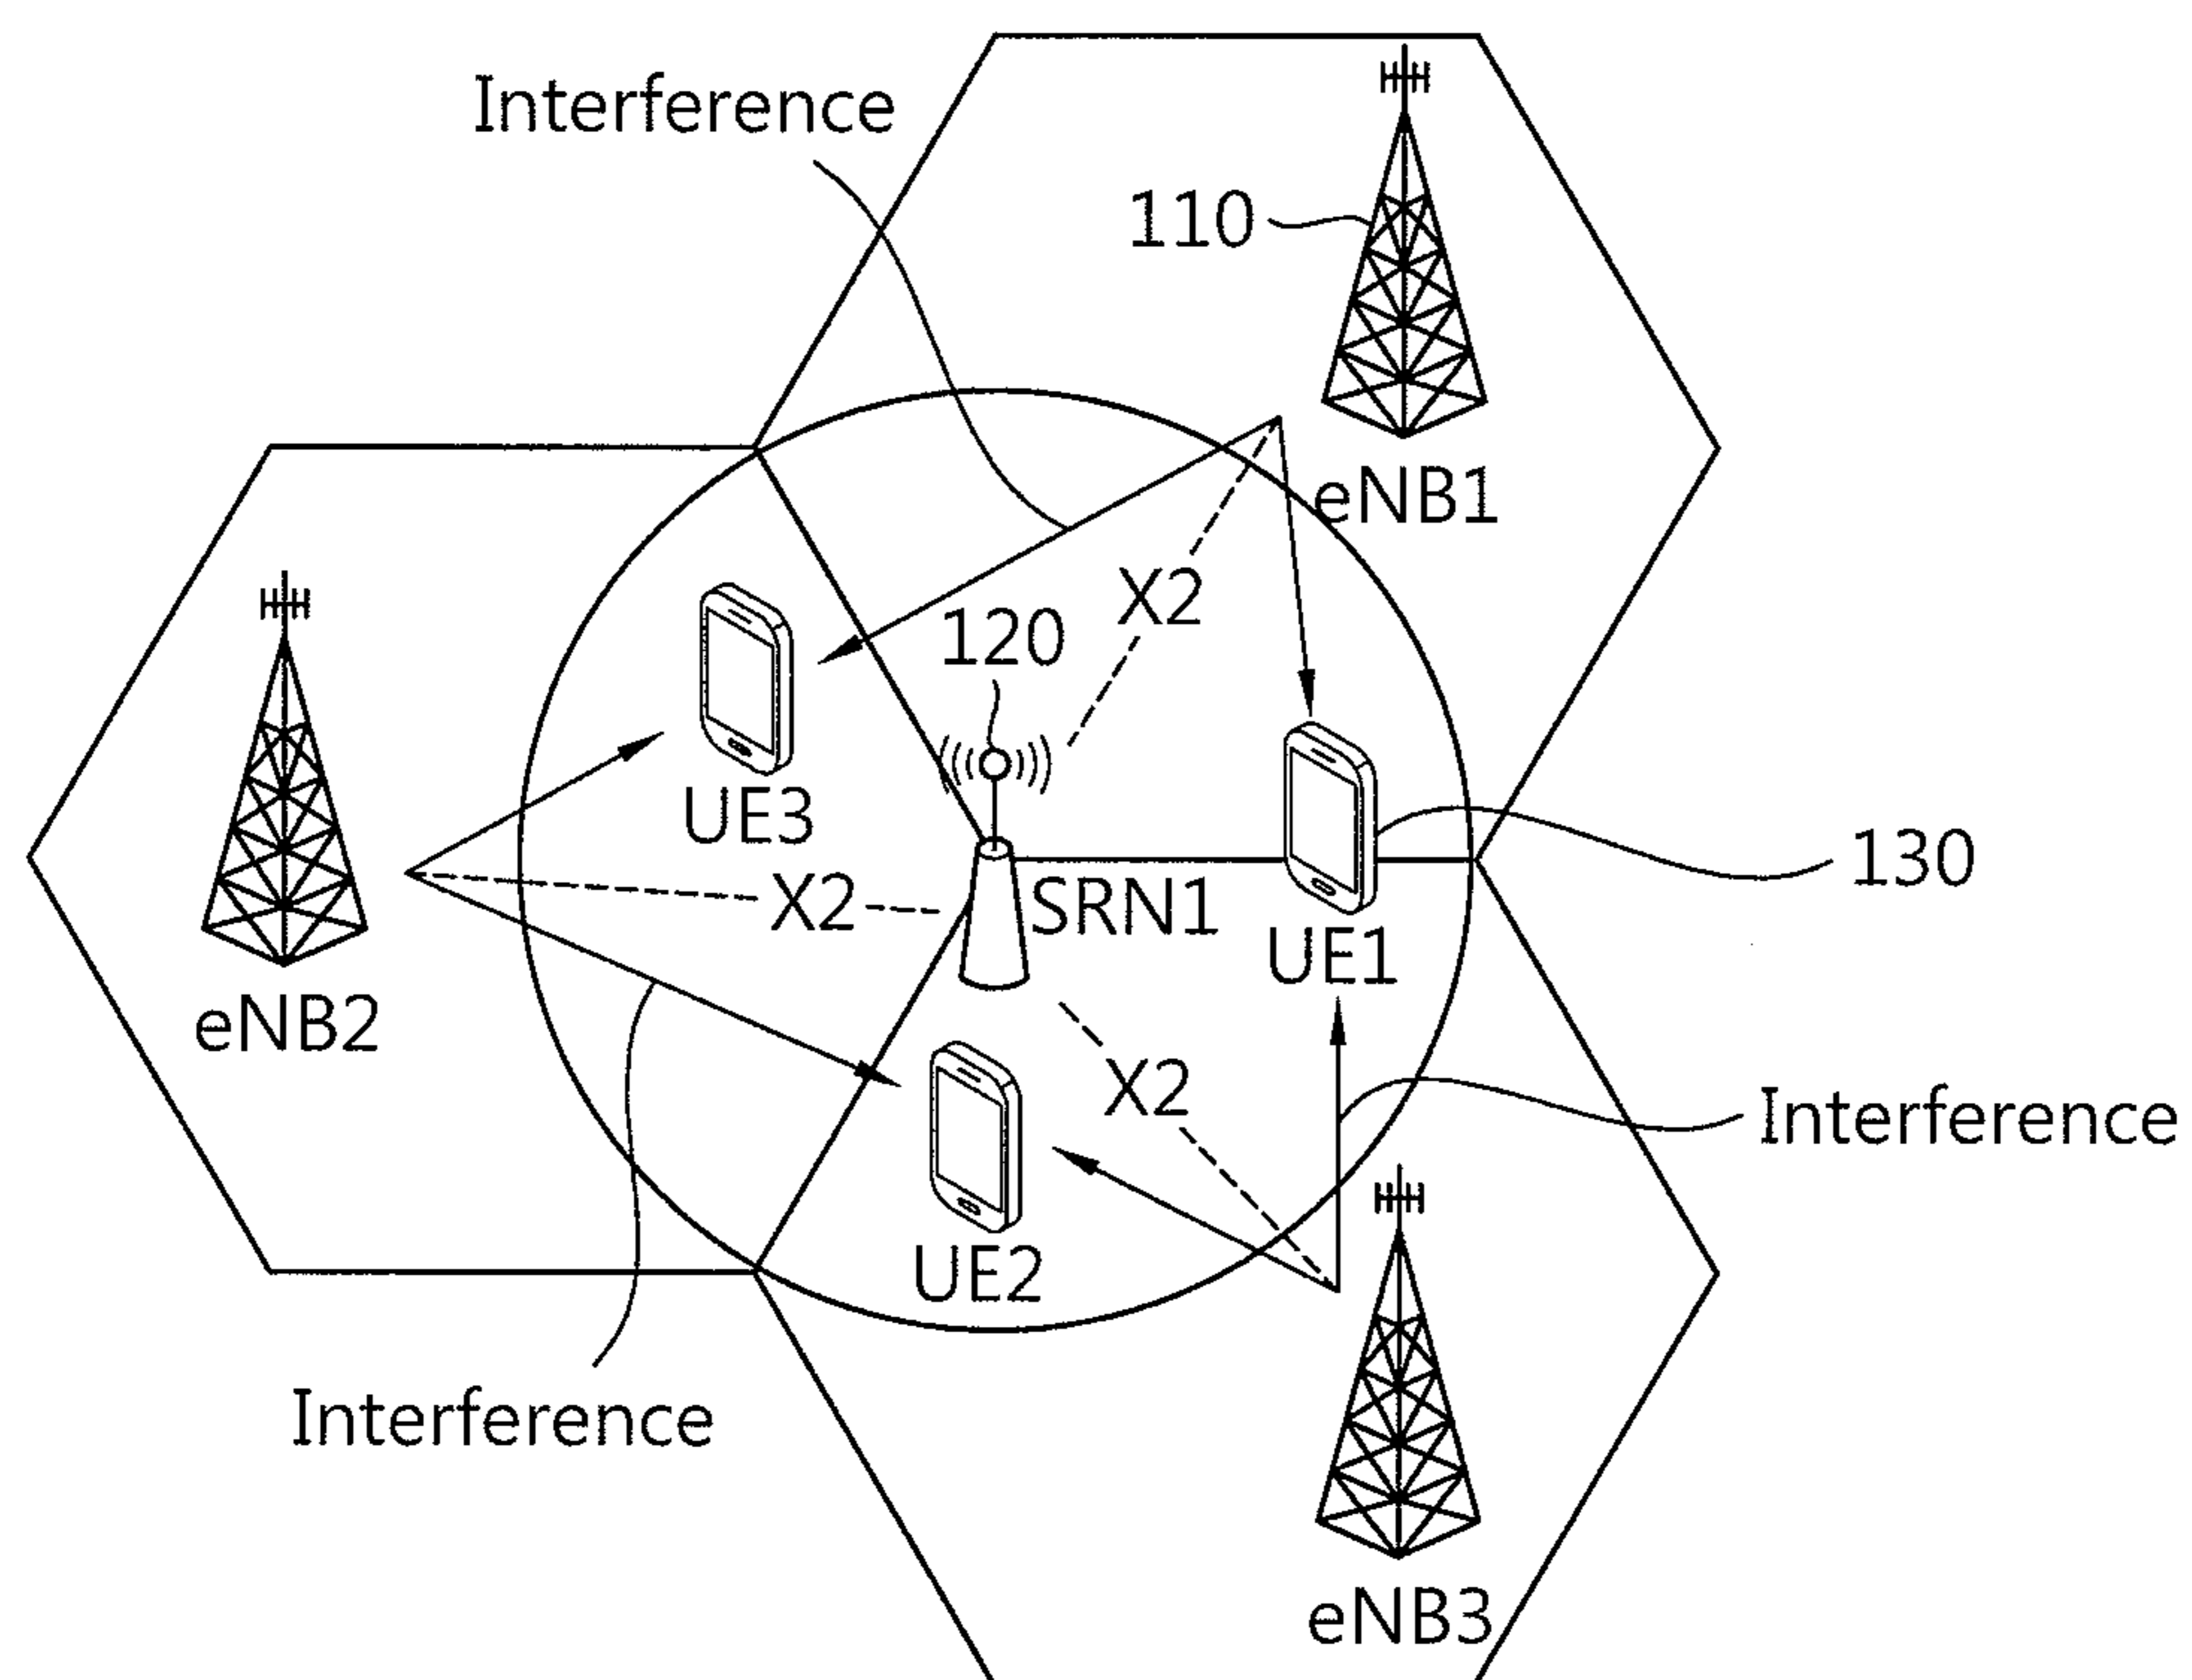 Interference
110
eNB1
X2
120
UE3
130
X2
SRN1
UE1
eNB2
X2
Interference
UE2
Interference
eNB3